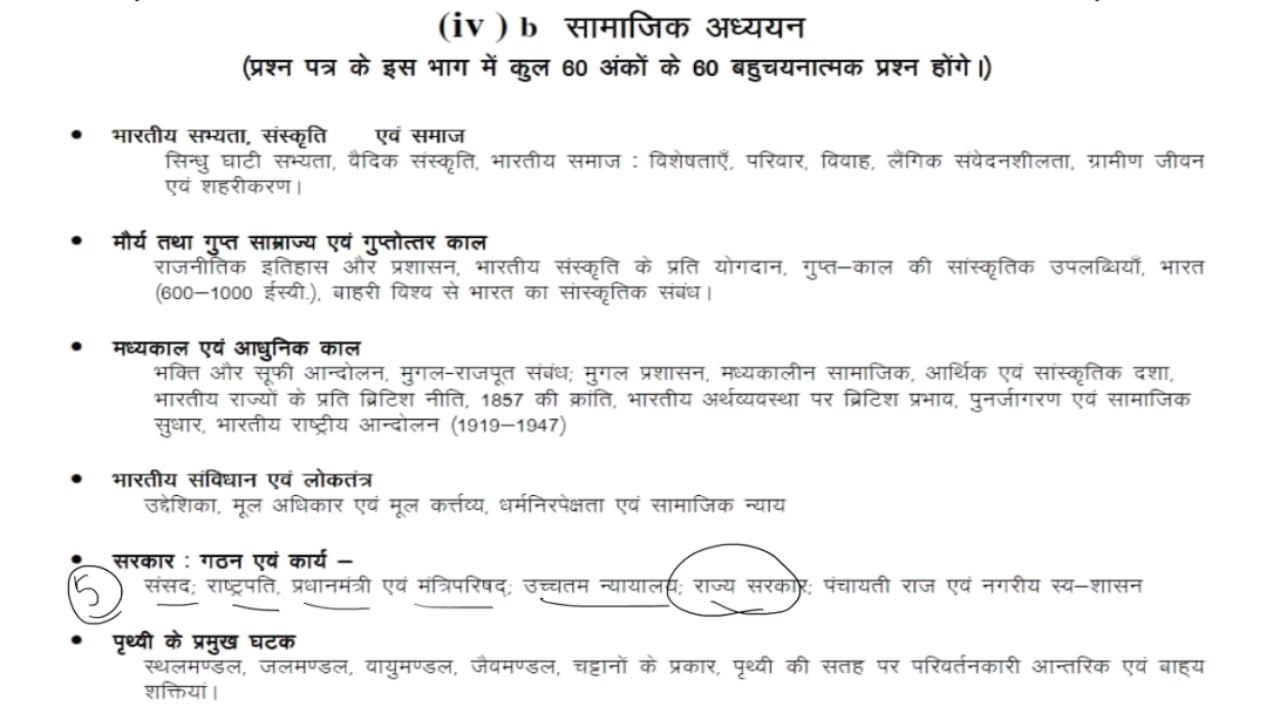 (iv ) b सामाजिक अध्ययन
(प्रश्न पत्र के इस भाग में कुल 60 अंकों के 60 बहुचयनात्मक प्रश्न होंगे।)
• भारतीय सभ्यता, संस्कृति एवं समाज
सिन्धु घाटी सभ्यता, वैदिक संस्कृति, भारतीय समाज : विशेषताएँ, परिवार, विवाह, लैंगिक संवेदनशीलता, ग्रामीण जीवन
एवं शहरीकरण।
• मौर्य तथा गुप्त साम्राज्य एवं गुप्तोत्तर काल
राजनीतिक इतिहास और प्रशासन, भारतीय संस्कृति के प्रति योगदान, गुप्त–काल की सांस्कृतिक उपलब्धियाँ, भारत
(600–1000 ईस्वी.), बाहरी विश्व से भारत का सांस्कृतिक संबंध।
• मध्यकाल एवं आधुनिक काल
भक्ति और सूफी आन्दोलन, मुगल-राजपूत संबंध; मुगल प्रशासन, मध्यकालीन सामाजिक, आर्थिक एवं सांस्कृतिक दशा,
भारतीय राज्यों के प्रति ब्रिटिश नीति, 1857 की क्रांति, भारतीय अर्थव्यवस्था पर ब्रिटिश प्रभाव, पुनर्जागरण एवं सामाजिक
सुधार, भारतीय राष्ट्रीय आन्दोलन (1919–1947)
• भारतीय संविधान एवं लोकतंत्र
उद्देशिका, मूल अधिकार एवं मूल कर्त्तव्य, धर्मनिरपेक्षता एवं सामाजिक न्याय
• सरकार : गठन एवं कार्य –
5 संसद; राष्ट्रपति, प्रधानमंत्री एवं मंत्रिपरिषद्; उच्चतम न्यायालय; राज्य सरकार; पंचायती राज एवं नगरीय स्व–शासन
• पृथ्वी के प्रमुख घटक
स्थलमण्डल, जलमण्डल, वायुमण्डल, जैवमण्डल, चट्टानों के प्रकार, पृथ्वी की सतह पर परिवर्तनकारी आन्तरिक एवं बाह्य
शक्तियां।